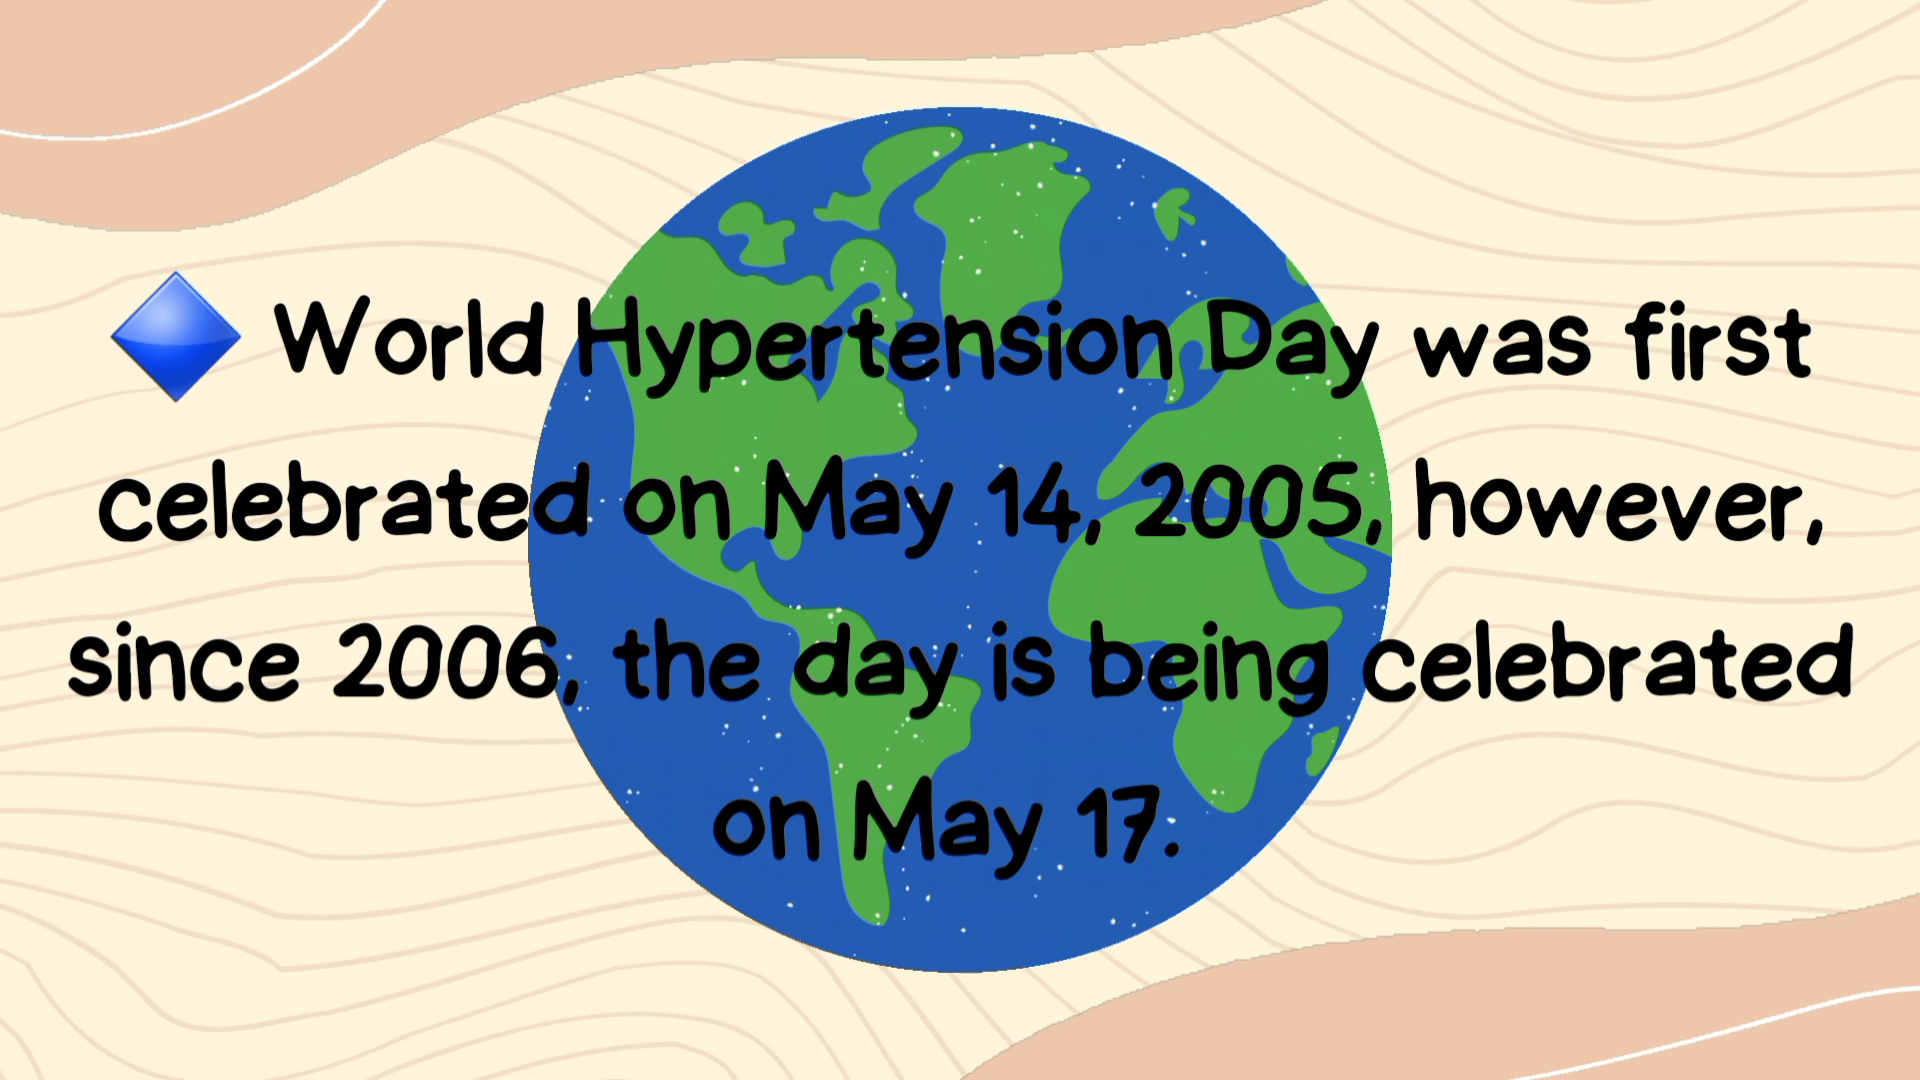 🔷 World Hypertension Day was first
celebrated on May 14, 2005, however,
since 2006, the day is being celebrated
on May 17.